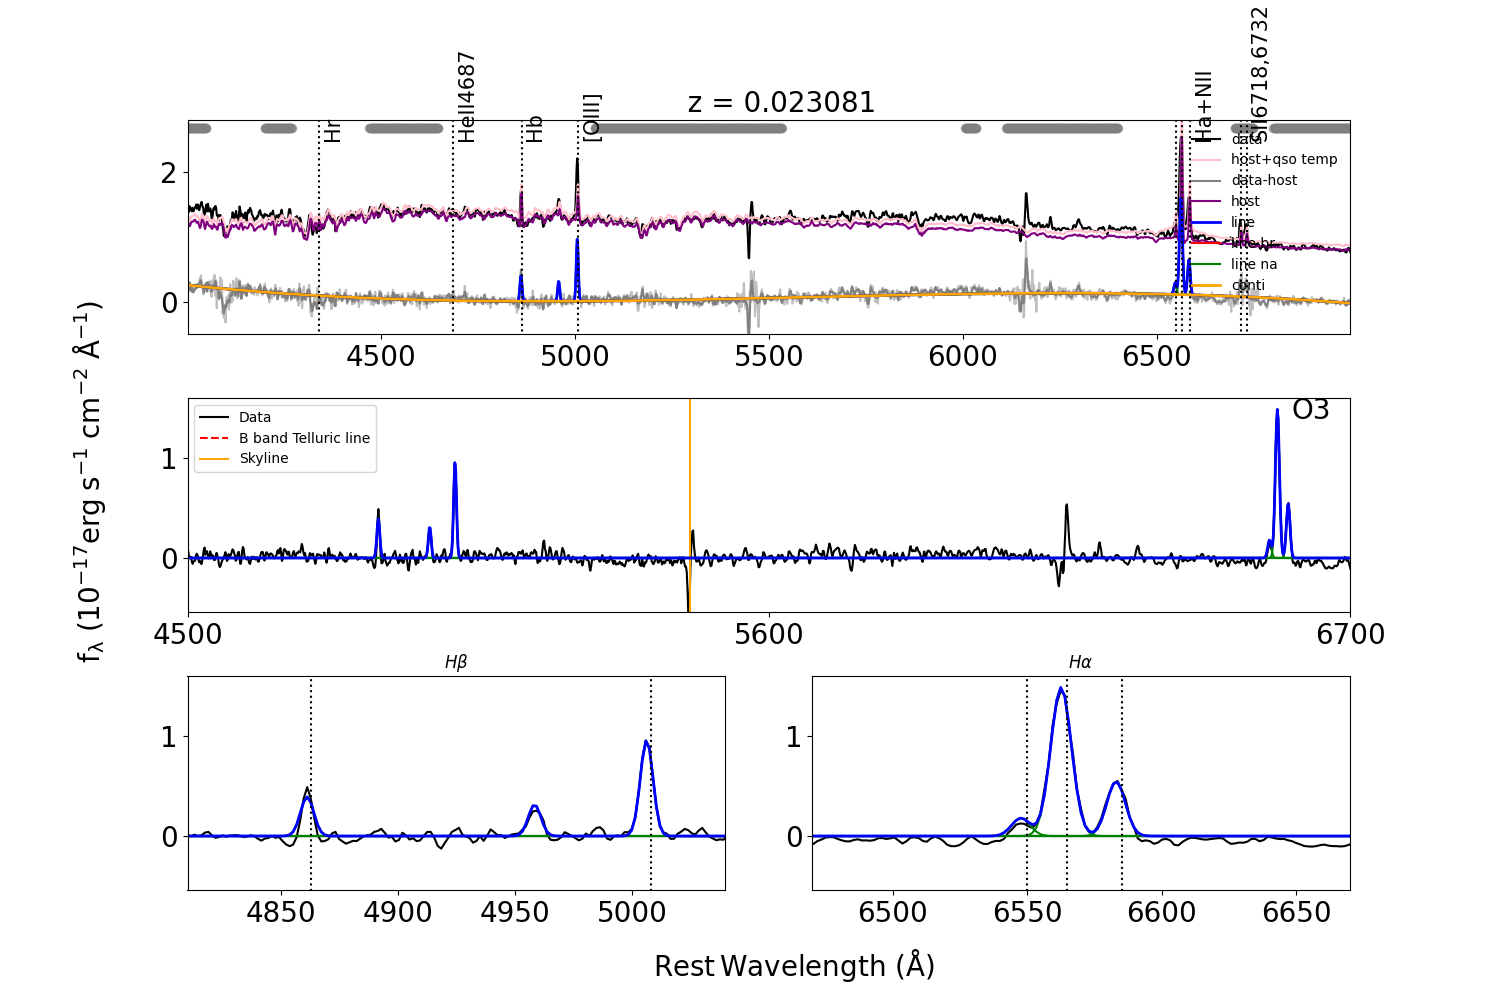 z = 0.023081
Hr
HeII4687
Hb
[OIII]
Ha+NII
SII6718,6732
data
host+qso temp
data-host
host
line
line br
line na
conti
2
0
4500
5000
5500
6000
6500
Data
B band Telluric line
Skyline
O3
1
0
4500
5600
6700
fλ (10−17erg s−1 cm−2 Å−1)
Hβ
1
0
4850
4900
4950
5000
Hα
1
0
6500
6550
6600
6650
Rest Wavelength (Å)